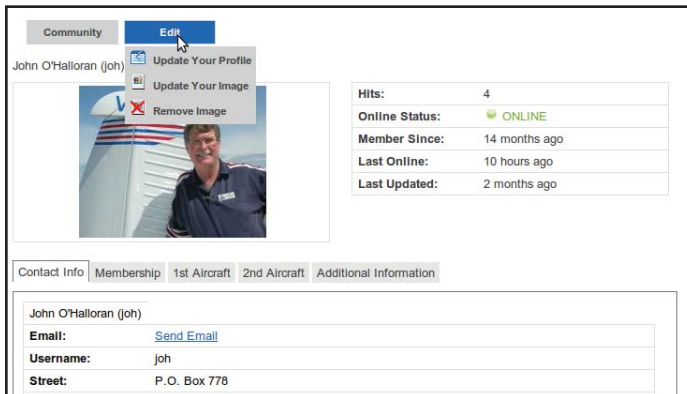 Community Edit
Update Your Profile
John O'Halloran (joh)
Update Your Image
Remove Image
Hits: 4
Online Status: ONLINE
Member Since: 14 months ago
Last Online: 10 hours ago
Last Updated: 2 months ago
Contact Info Membership 1st Aircraft 2nd Aircraft Additional Information
John O'Halloran (joh)
Email: Send Email
Username: joh
Street: P.O. Box 778